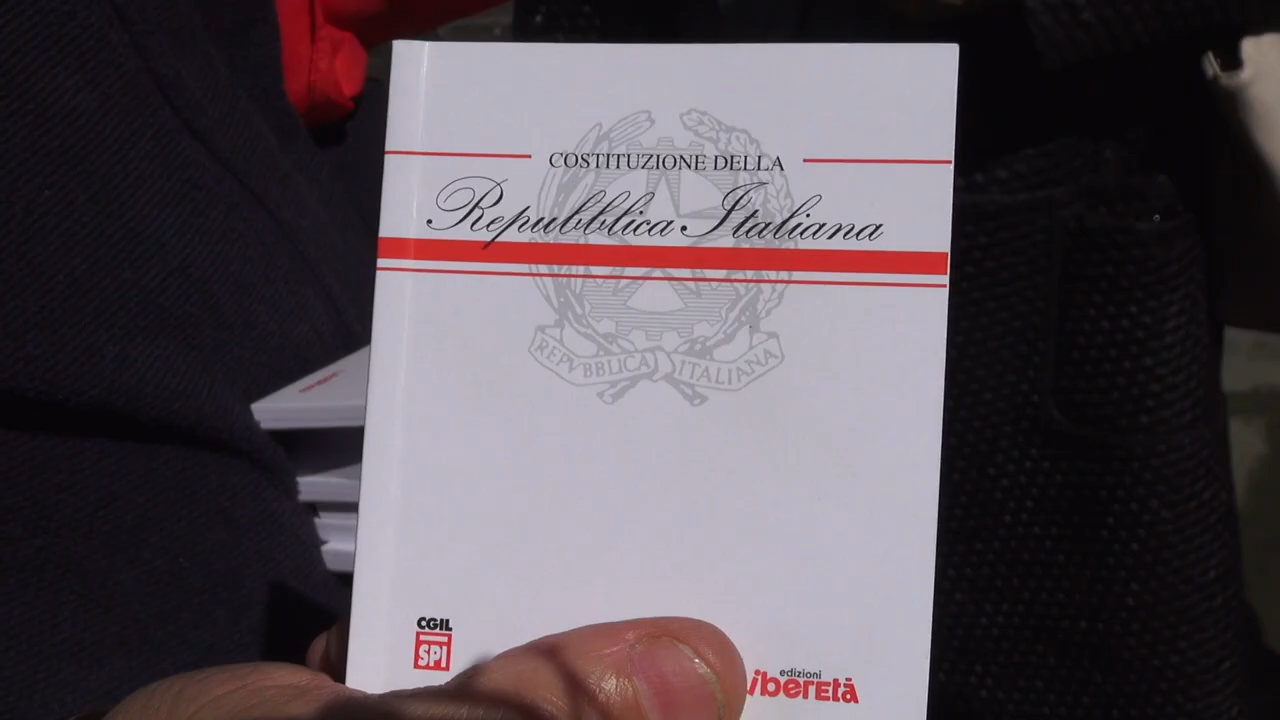 COSTITUZIONE DELLA
Repubblica Italiana
REPVBBLICA ITALIANA
CGIL
SPI
edizioni
iberetà